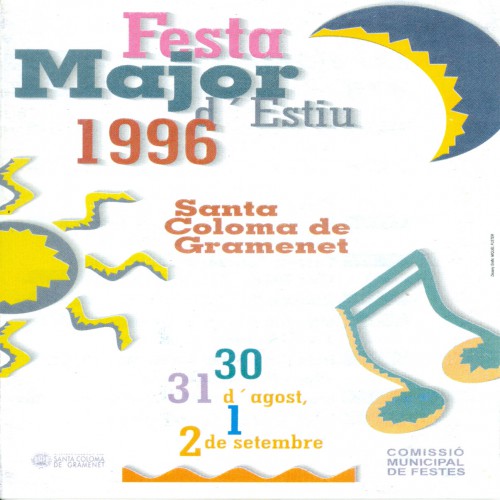 Festa
Major
d´Estiu
1996
Santa
Coloma de
Gramenet
30
31 d´agost,
1
2 de setembre
SANTA COLOMA
DE GRAMENET
COMISSIÓ
MUNICIPAL
DE FESTES